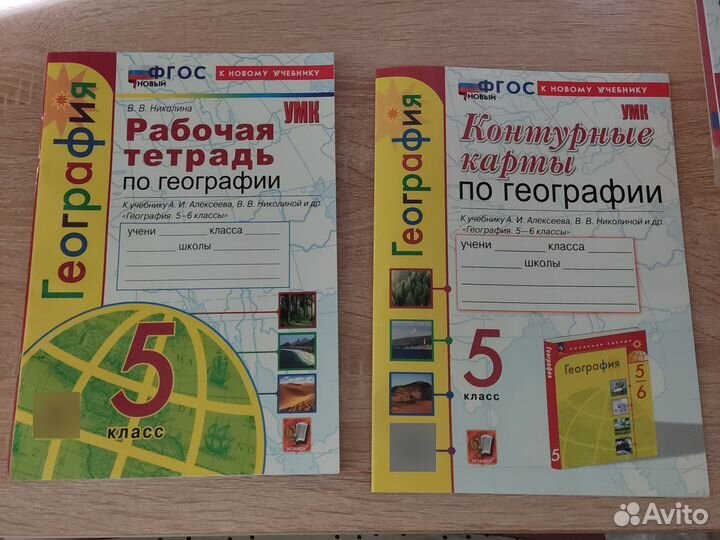 ФГОС
НОВЫЙ
К НОВОМУ УЧЕБНИКУ
В. В. Николина
УМК
Рабочая
тетрадь
по географии
К учебнику А. И. Алексеева, В. В. Николиной и др.
«География. 5–6 классы»
учени класса
школы
География
5
класс
ЭКЗАМЕН
ФГОС
НОВЫЙ
К НОВОМУ УЧЕБНИКУ
УМК
Контурные
карты
по географии
К учебнику А. И. Алексеева, В. В. Николиной и др.
«География. 5–6 классы»
учени класса
школы
География
5
класс
ЭКЗАМЕН
География
География
5
6
5
Avito